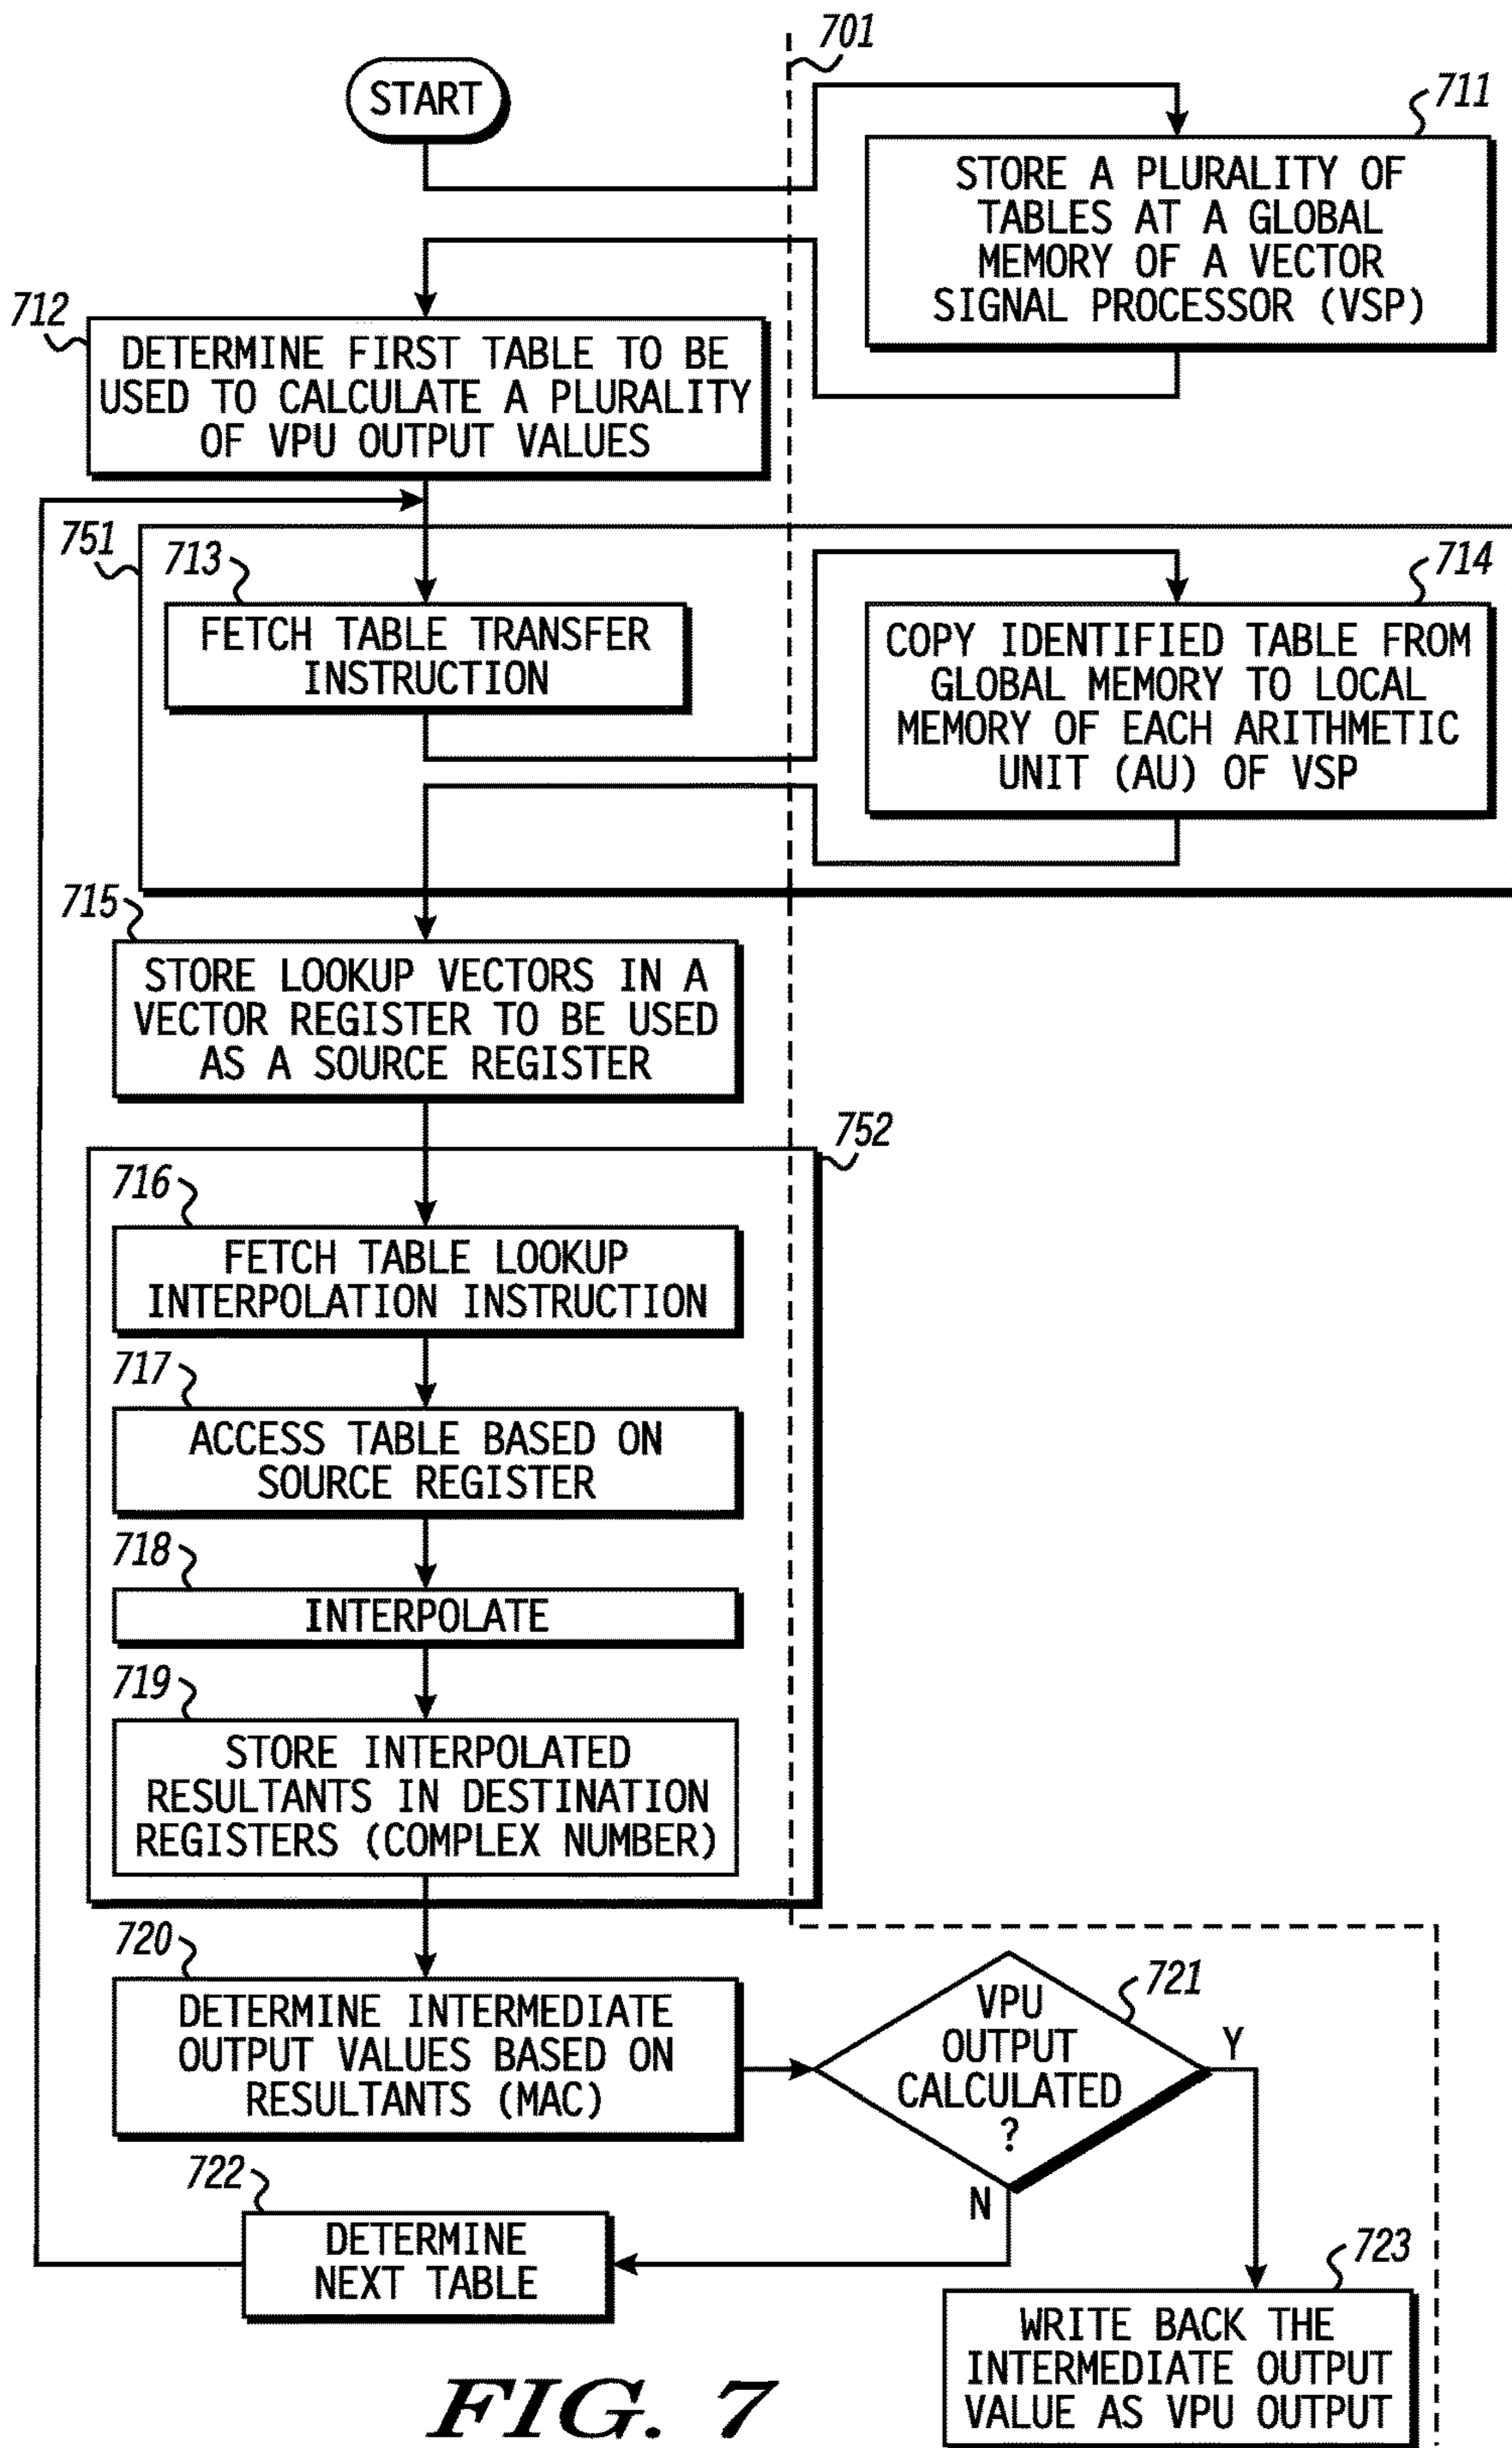 701
START
711
STORE A PLURALITY OF
TABLES AT A GLOBAL
MEMORY OF A VECTOR
SIGNAL PROCESSOR (VSP)
712
DETERMINE FIRST TABLE TO BE
USED TO CALCULATE A PLURALITY
OF VPU OUTPUT VALUES
751
713
FETCH TABLE TRANSFER
INSTRUCTION
714
COPY IDENTIFIED TABLE FROM
GLOBAL MEMORY TO LOCAL
MEMORY OF EACH ARITHMETIC
UNIT (AU) OF VSP
715
STORE LOOKUP VECTORS IN A
VECTOR REGISTER TO BE USED
AS A SOURCE REGISTER
752
716
FETCH TABLE LOOKUP
INTERPOLATION INSTRUCTION
717
ACCESS TABLE BASED ON
SOURCE REGISTER
718
INTERPOLATE
719
STORE INTERPOLATED
RESULTANTS IN DESTINATION
REGISTERS (COMPLEX NUMBER)
720
DETERMINE INTERMEDIATE
OUTPUT VALUES BASED ON
RESULTANTS (MAC)
721
VPU
OUTPUT
CALCULATED
?
Y
N
722
DETERMINE
NEXT TABLE
723
WRITE BACK THE
INTERMEDIATE OUTPUT
VALUE AS VPU OUTPUT
FIG. 7